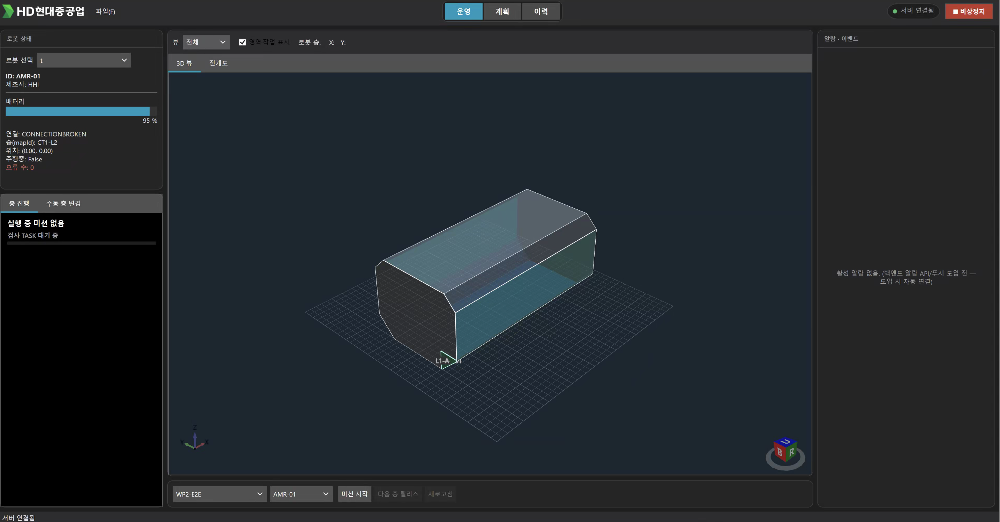 HD현대중공업
파일(F)
운영
계획
이력
서버 연결됨
비상정지
로봇 상태
로봇 선택
t
ID: AMR-01
제조사: HHI
배터리
95 %
연결: CONNECTIONBROKEN
층(mapId): CT1-L2
위치: (0.00, 0.00)
주행중: False
오류 수: 0
층 진행
수동 층 변경
실행 중 미션 없음
검사 TASK 대기 중
뷰
전체
영역·작업 표시
로봇 층:
X:
Y:
3D 뷰
전개도
L1-A
Z
Y
X
U
B
R
WP2-E2E
AMR-01
미션 시작
다음 층 릴리스
새로고침
알람 · 이벤트
활성 알람 없음. (백엔드 알람 API/푸시 도입 전 —
도입 시 자동 연결)
서버 연결됨